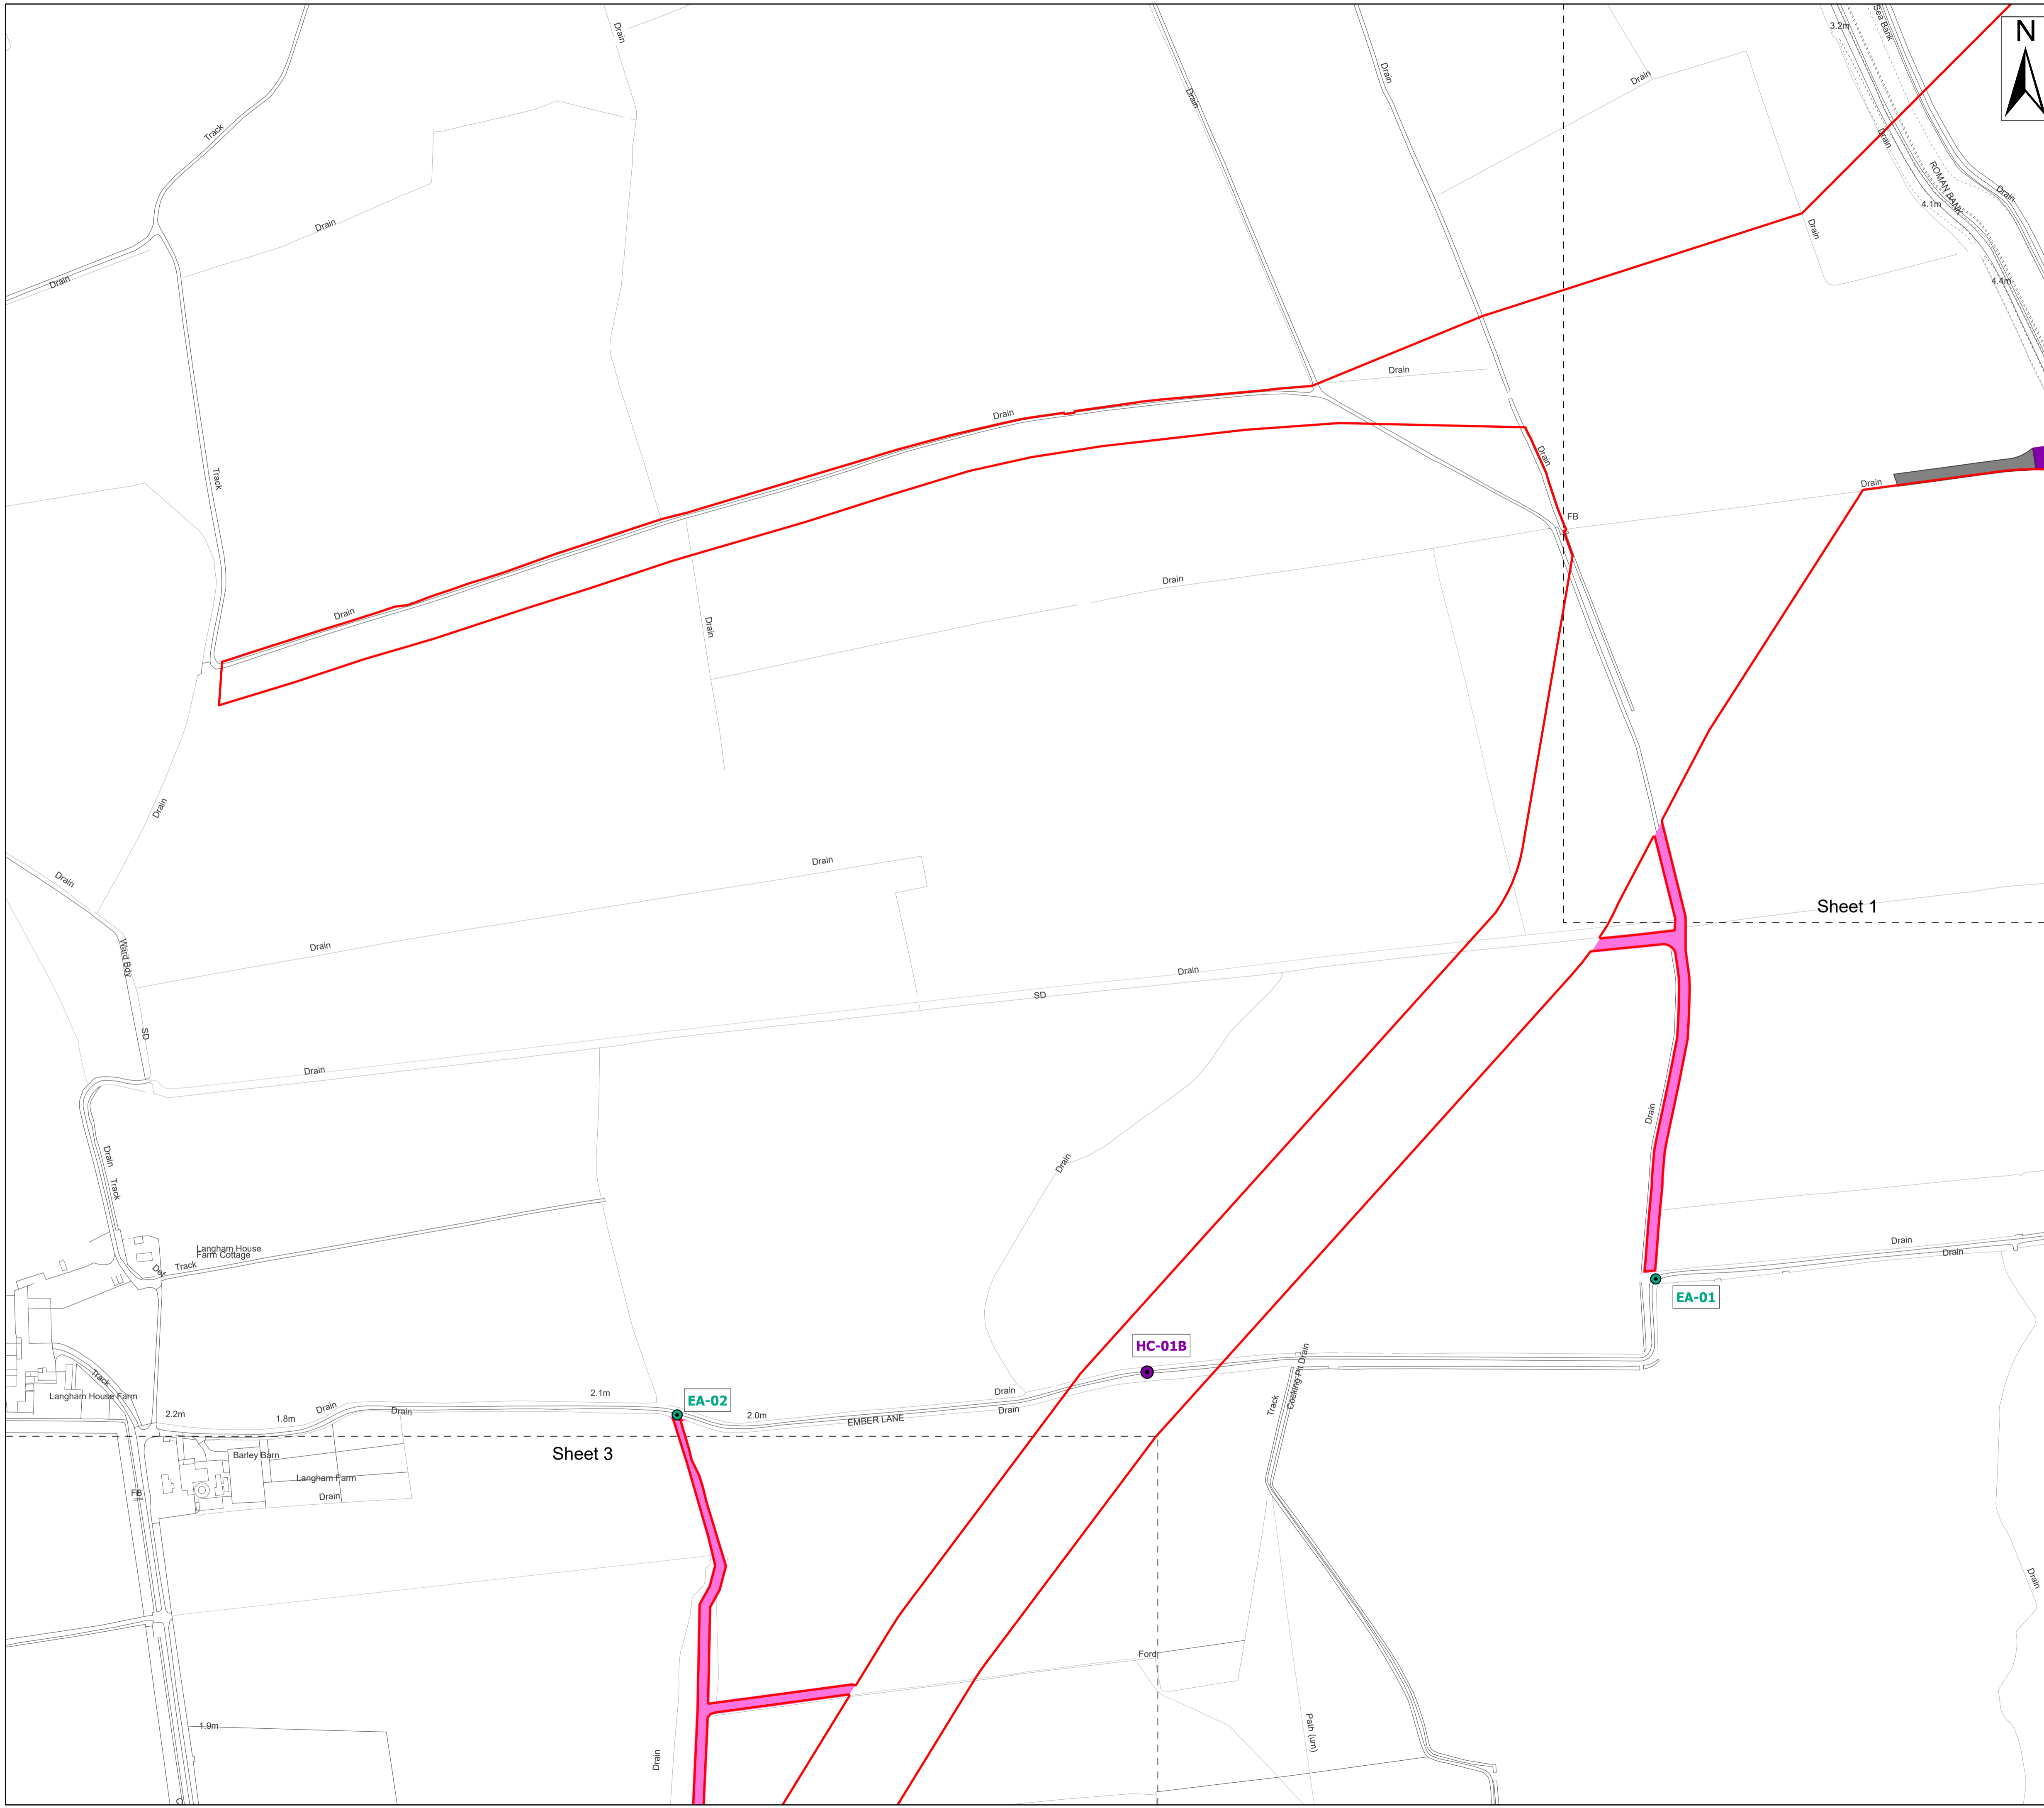 Drain
3.2m
Sea Bank
N
Drain
Drain
Drain
Track
Drain
ROMAN BANK
Drain
4.1m
Drain
Drain
Drain
4.4m
Drain
Drain
Drain
Track
Drain
FB
Drain
Drain
Drain
Drain
Drain
Drain
Sheet 1
Ward Bdy
Drain
Drain
SD
SD
Drain
Drain
Drain
Drain
Track
Drain
Drain
Langham House
Farm Cottage
Track
Def
EA-01
HC-01B
Cocking Pit Drain
Track
Track
Langham House Farm
2.1m
EA-02
Drain
Drain
2.2m
1.8m
Drain
Drain
2.0m
EMBER LANE
Sheet 3
Barley Barn
Langham Farm
FB
Drain
Drain
Ford
Path (um)
1.9m
Drain